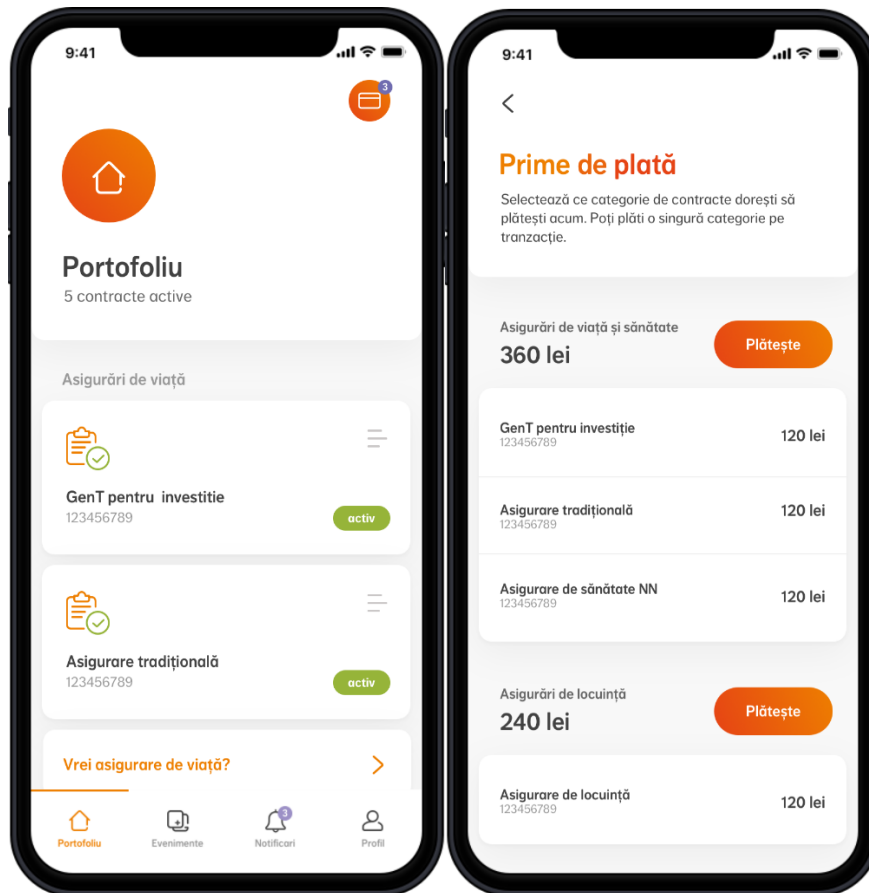 9:41
3
Portofoliu
5 contracte active
Asigurări de viață
GenT pentru  investitie
123456789
activ
Asigurare tradițională
123456789
activ
Vrei asigurare de viață?
3
Portofoliu
Evenimente
Notificari
Profil
9:41
Prime de plată
Selectează ce categorie de contracte dorești să
plătești acum. Poți plăti o singură categorie pe
tranzacție.
Asigurări de viață și sănătate
360 lei
Plătește
GenT pentru investiție
123456789
120 lei
Asigurare tradițională
123456789
120 lei
Asigurare de sănătate NN
123456789
120 lei
Asigurări de locuință
240 lei
Plătește
Asigurare de locuință
123456789
120 lei